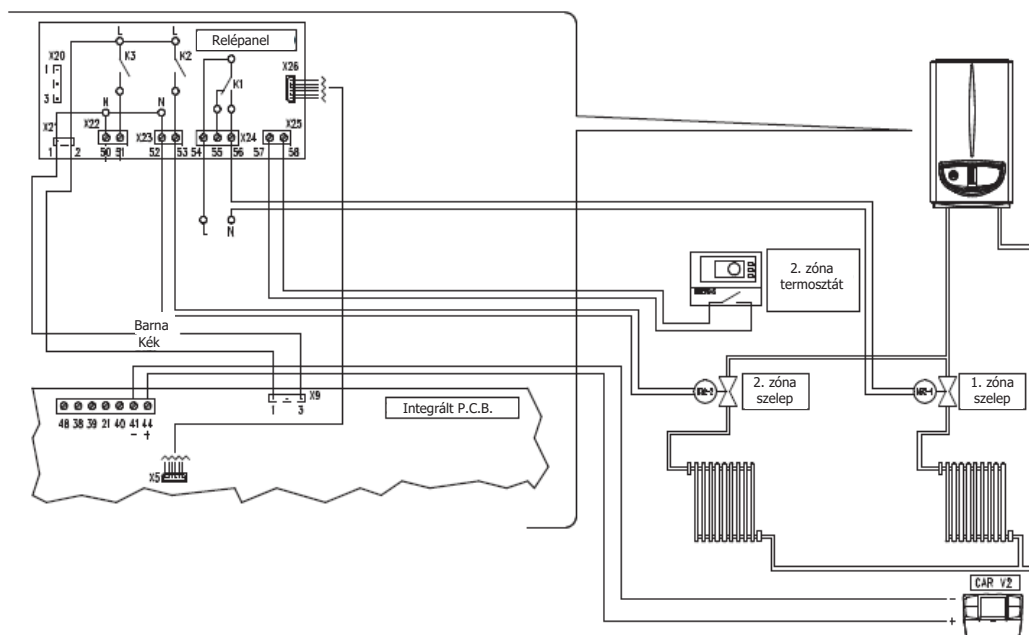 L
L
Relépanel
X20
K3
K2
X26
1
K1
3
N
N
X21
X22
X23
X24
X25
1
2
50
51
52
53
54
55
56
57
58
L
N
2. zóna
termosztát
Barna
Kék
X9
2. zóna
szelep
1. zóna
szelep
1
3
Integrált P.C.B.
48
38
39
21
40
41
44
-
+
X5
CAR V2
-
+